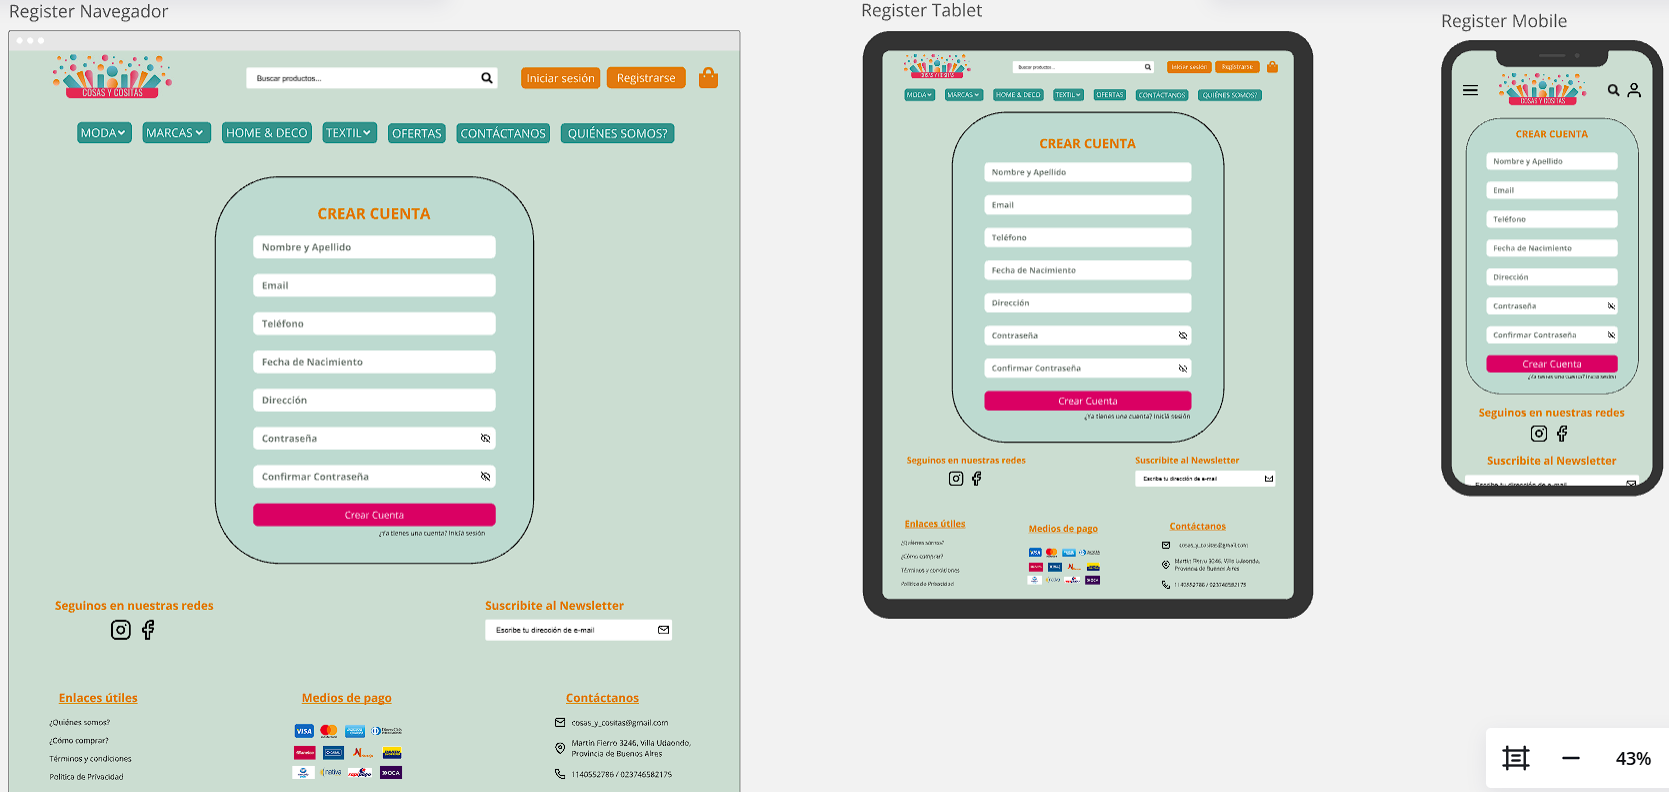 Register Navegador
COSAS Y COSITAS
Buscar productos...
Iniciar sesión
Registrarse
MODA
MARCAS
HOME & DECO
TEXTIL
OFERTAS
CONTÁCTANOS
QUIÉNES SOMOS?
CREAR CUENTA
Nombre y Apellido
Email
Teléfono
Fecha de Nacimiento
Dirección
Contraseña
Confirmar Contraseña
Crear Cuenta
¿Ya tienes una cuenta? Iniciá sesión
Seguinos en nuestras redes
Suscribite al Newsletter
Escribe tu dirección de e-mail
Enlaces útiles
¿Quiénes somos?
¿Cómo comprar?
Términos y condiciones
Política de Privacidad
Medios de pago
VISA
nativa
OCA
Contáctanos
cosas_y_cositas@gmail.com
Martín Fierro 3246, Villa Udaondo,
Provincia de Buenos Aires
1140552786 / 023746582175
Register Tablet
COSAS Y COSITAS
Buscar productos...
Iniciar sesión
Registrarse
MODA
MARCAS
HOME & DECO
TEXTIL
OFERTAS
CONTÁCTANOS
QUIÉNES SOMOS?
CREAR CUENTA
Nombre y Apellido
Email
Teléfono
Fecha de Nacimiento
Dirección
Contraseña
Confirmar Contraseña
Crear Cuenta
¿Ya tienes una cuenta? Iniciá sesión
Seguinos en nuestras redes
Suscribite al Newsletter
Escribe tu dirección de e-mail
Enlaces útiles
¿Quiénes somos?
¿Cómo comprar?
Términos y condiciones
Política de Privacidad
Medios de pago
VISA
nativa
OCA
Contáctanos
cosas_y_cositas@gmail.com
Martín Fierro 3246, Villa Udaondo,
Provincia de Buenos Aires
1140552786 / 023746582175
Register Mobile
COSAS Y COSITAS
CREAR CUENTA
Nombre y Apellido
Email
Teléfono
Fecha de Nacimiento
Dirección
Contraseña
Confirmar Contraseña
Crear Cuenta
¿Ya tienes una cuenta? Iniciá sesión
Seguinos en nuestras redes
Suscribite al Newsletter
Escribe tu dirección de e-mail
43%